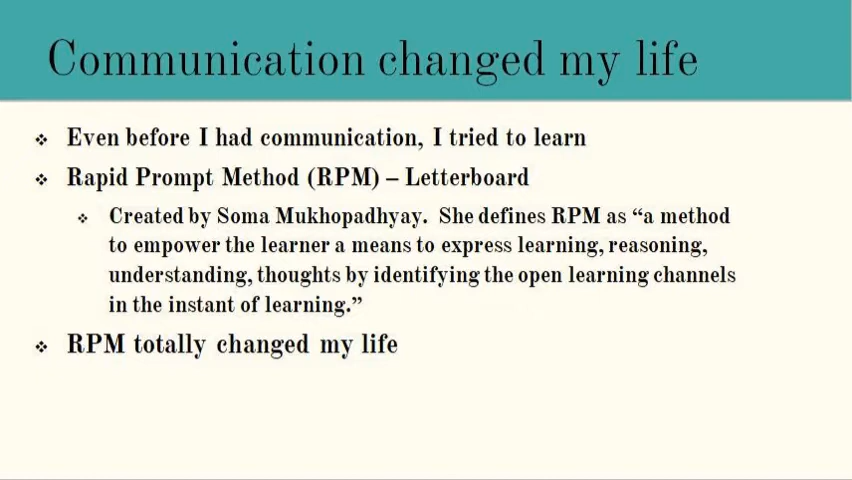 Communication changed my life
❖ Even before I had communication, I tried to learn
❖ Rapid Prompt Method (RPM) – Letterboard
❖ Created by Soma Mukhopadhyay. She defines RPM as “a method
to empower the learner a means to express learning, reasoning,
understanding, thoughts by identifying the open learning channels
in the instant of learning.”
❖ RPM totally changed my life